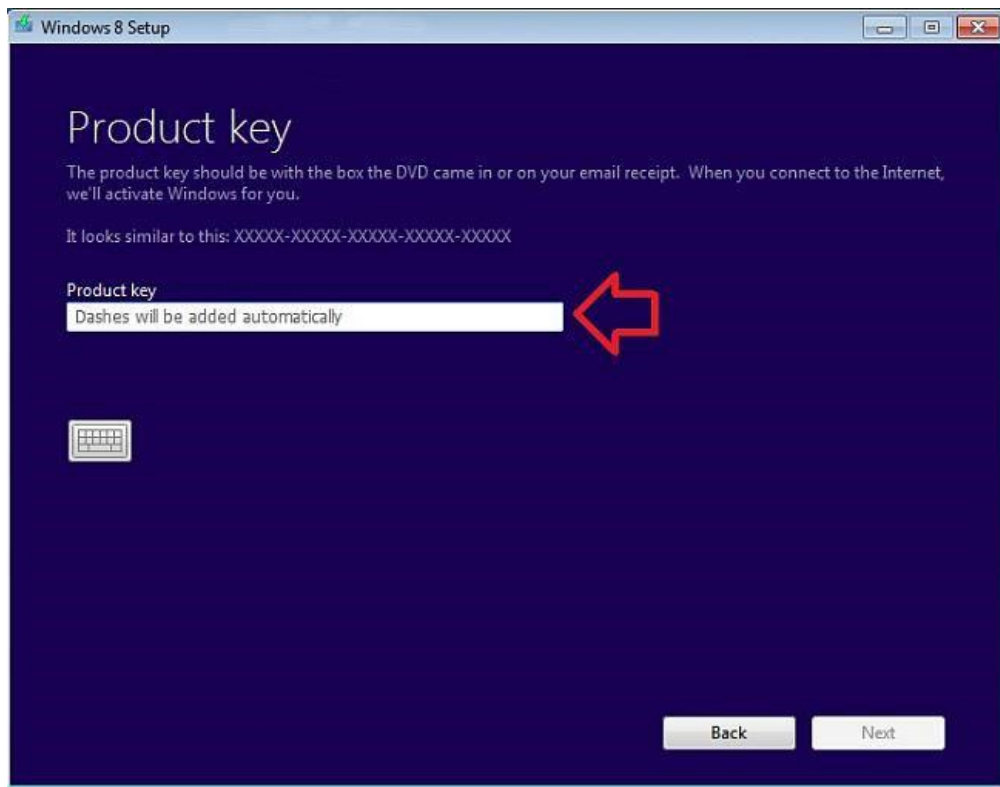 Windows 8 Setup
Product key
The product key should be with the box the DVD came in or on your email receipt. When you connect to the Internet,
we'll activate Windows for you.
It looks similar to this: XXXXX-XXXXX-XXXXX-XXXXX-XXXXX
Product key
Dashes will be added automatically
Back
Next